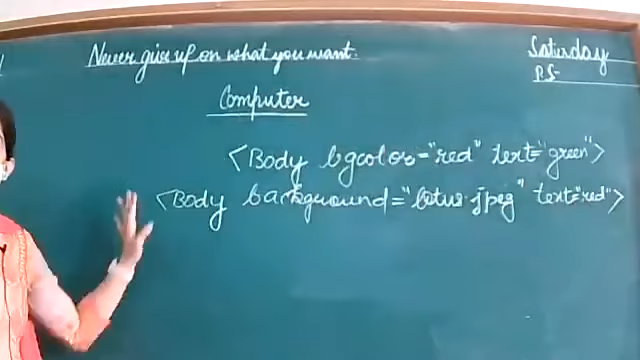 Never give up on what you want.
Saturday
P.S-
Computer
<Body bgcolor="red" text="green">
<Body background="lotus.jpeg" text="red">